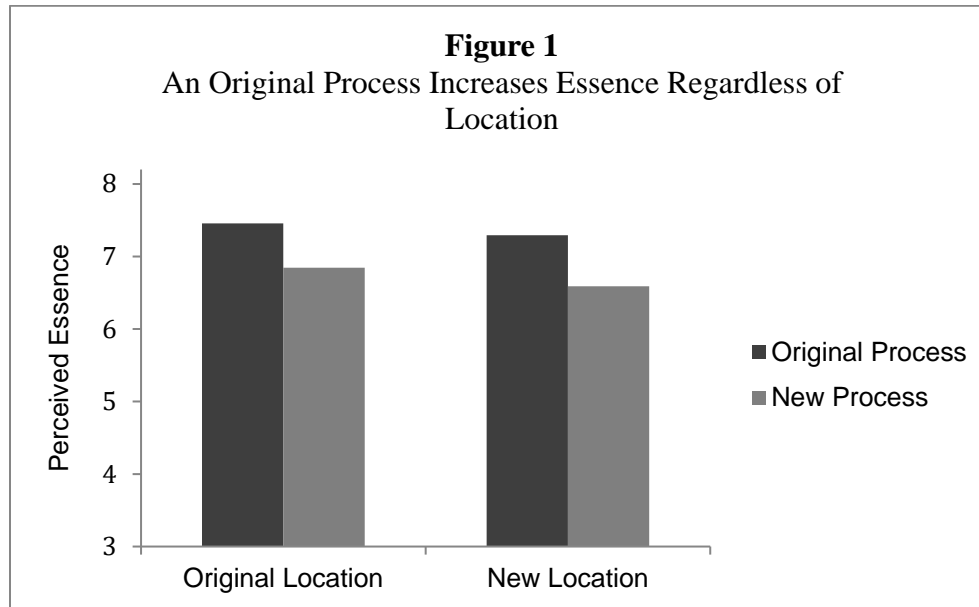 Figure 1
An Original Process Increases Essence Regardless of
Location
8
7
6
5
4
3
Perceived Essence
Original Location
New Location
Original Process
New Process